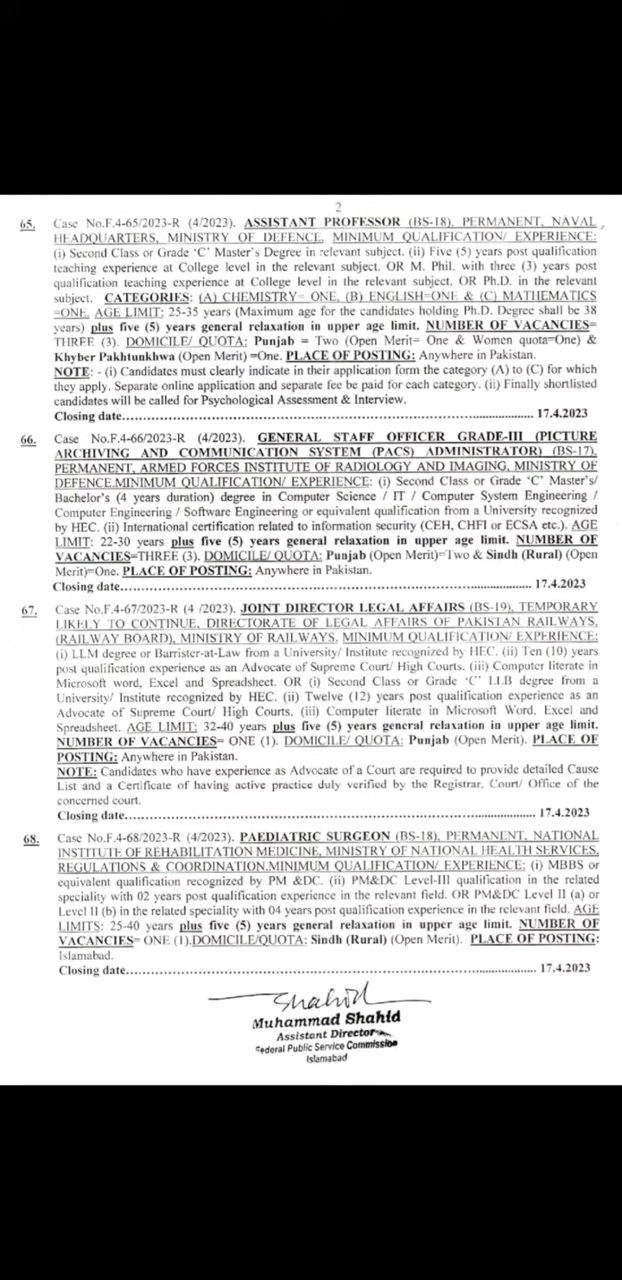 2
65. Case No.F.4-65/2023-R (4/2023). ASSISTANT PROFESSOR (BS-18), PERMANENT, NAVAL
HEADQUARTERS, MINISTRY OF DEFENCE. MINIMUM QUALIFICATION/ EXPERIENCE:
(i) Second Class or Grade ‘C’ Master’s Degree in relevant subject. (ii) Five (5) years post qualification
teaching experience at College level in the relevant subject. OR M. Phil. with three (3) years post
qualification teaching experience at College level in the relevant subject. OR Ph.D. in the relevant
subject. CATEGORIES: (A) CHEMISTRY= ONE, (B) ENGLISH=ONE & (C) MATHEMATICS
=ONE. AGE LIMIT: 25-35 years (Maximum age for the candidates holding Ph.D. Degree shall be 38
years) plus five (5) years general relaxation in upper age limit. NUMBER OF VACANCIES=
THREE (3). DOMICILE/ QUOTA: Punjab = Two (Open Merit= One & Women quota=One) &
Khyber Pakhtunkhwa (Open Merit) =One. PLACE OF POSTING: Anywhere in Pakistan.
NOTE: - (i) Candidates must clearly indicate in their application form the category (A) to (C) for which
they apply. Separate online application and separate fee be paid for each category. (ii) Finally shortlisted
candidates will be called for Psychological Assessment & Interview.
Closing date........................................................................................................ 17.4.2023
66. Case No.F.4-66/2023-R (4/2023). GENERAL STAFF OFFICER GRADE-III (PICTURE
ARCHIVING AND COMMUNICATION SYSTEM (PACS) ADMINISTRATOR) (BS-17),
PERMANENT, ARMED FORCES INSTITUTE OF RADIOLOGY AND IMAGING, MINISTRY OF
DEFENCE.MINIMUM QUALIFICATION/ EXPERIENCE: (i) Second Class or Grade ‘C’ Master’s/
Bachelor’s (4 years duration) degree in Computer Science / IT / Computer System Engineering /
Computer Engineering / Software Engineering or equivalent qualification from a University recognized
by HEC. (ii) International certification related to information security (CEH, CHFI or ECSA etc.). AGE
LIMIT: 22-30 years plus five (5) years general relaxation in upper age limit. NUMBER OF
VACANCIES=THREE (3). DOMICILE/ QUOTA: Punjab (Open Merit)=Two & Sindh (Rural) (Open
Merit)=One. PLACE OF POSTING: Anywhere in Pakistan.
Closing date........................................................................................................ 17.4.2023
67. Case No.F.4-67/2023-R (4 /2023). JOINT DIRECTOR LEGAL AFFAIRS (BS-19), TEMPORARY
LIKELY TO CONTINUE, DIRECTORATE OF LEGAL AFFAIRS OF PAKISTAN RAILWAYS,
(RAILWAY BOARD), MINISTRY OF RAILWAYS. MINIMUM QUALIFICATION/ EXPERIENCE:
(i) LLM degree or Barrister-at-Law from a University/ Institute recognized by HEC. (ii) Ten (10) years
post qualification experience as an Advocate of Supreme Court/ High Courts. (iii) Computer literate in
Microsoft word, Excel and Spreadsheet. OR (i) Second Class or Grade ‘C’ LLB degree from a
University/ Institute recognized by HEC. (ii) Twelve (12) years post qualification experience as an
Advocate of Supreme Court/ High Courts. (iii) Computer literate in Microsoft Word, Excel and
Spreadsheet. AGE LIMIT: 32-40 years plus five (5) years general relaxation in upper age limit.
NUMBER OF VACANCIES= ONE (1). DOMICILE/ QUOTA: Punjab (Open Merit). PLACE OF
POSTING: Anywhere in Pakistan.
NOTE: Candidates who have experience as Advocate of a Court are required to provide detailed Cause
List and a Certificate of having active practice duly verified by the Registrar, Court/ Office of the
concerned court.
Closing date........................................................................................................ 17.4.2023
68. Case No.F.4-68/2023-R (4/2023). PAEDIATRIC SURGEON (BS-18), PERMANENT, NATIONAL
INSTITUTE OF REHABILITATION MEDICINE, MINISTRY OF NATIONAL HEALTH SERVICES,
REGULATIONS & COORDINATION.MINIMUM QUALIFICATION/ EXPERIENCE: (i) MBBS or
equivalent qualification recognized by PM &DC. (ii) PM&DC Level-III qualification in the related
speciality with 02 years post qualification experience in the relevant field. OR PM&DC Level II (a) or
Level II (b) in the related speciality with 04 years post qualification experience in the relevant field. AGE
LIMITS: 25-40 years plus five (5) years general relaxation in upper age limit. NUMBER OF
VACANCIES= ONE (1).DOMICILE/QUOTA: Sindh (Rural) (Open Merit). PLACE OF POSTING:
Islamabad.
Closing date........................................................................................................ 17.4.2023
Shahid
Muhammad Shahid
Assistant Director
Federal Public Service Commission
Islamabad